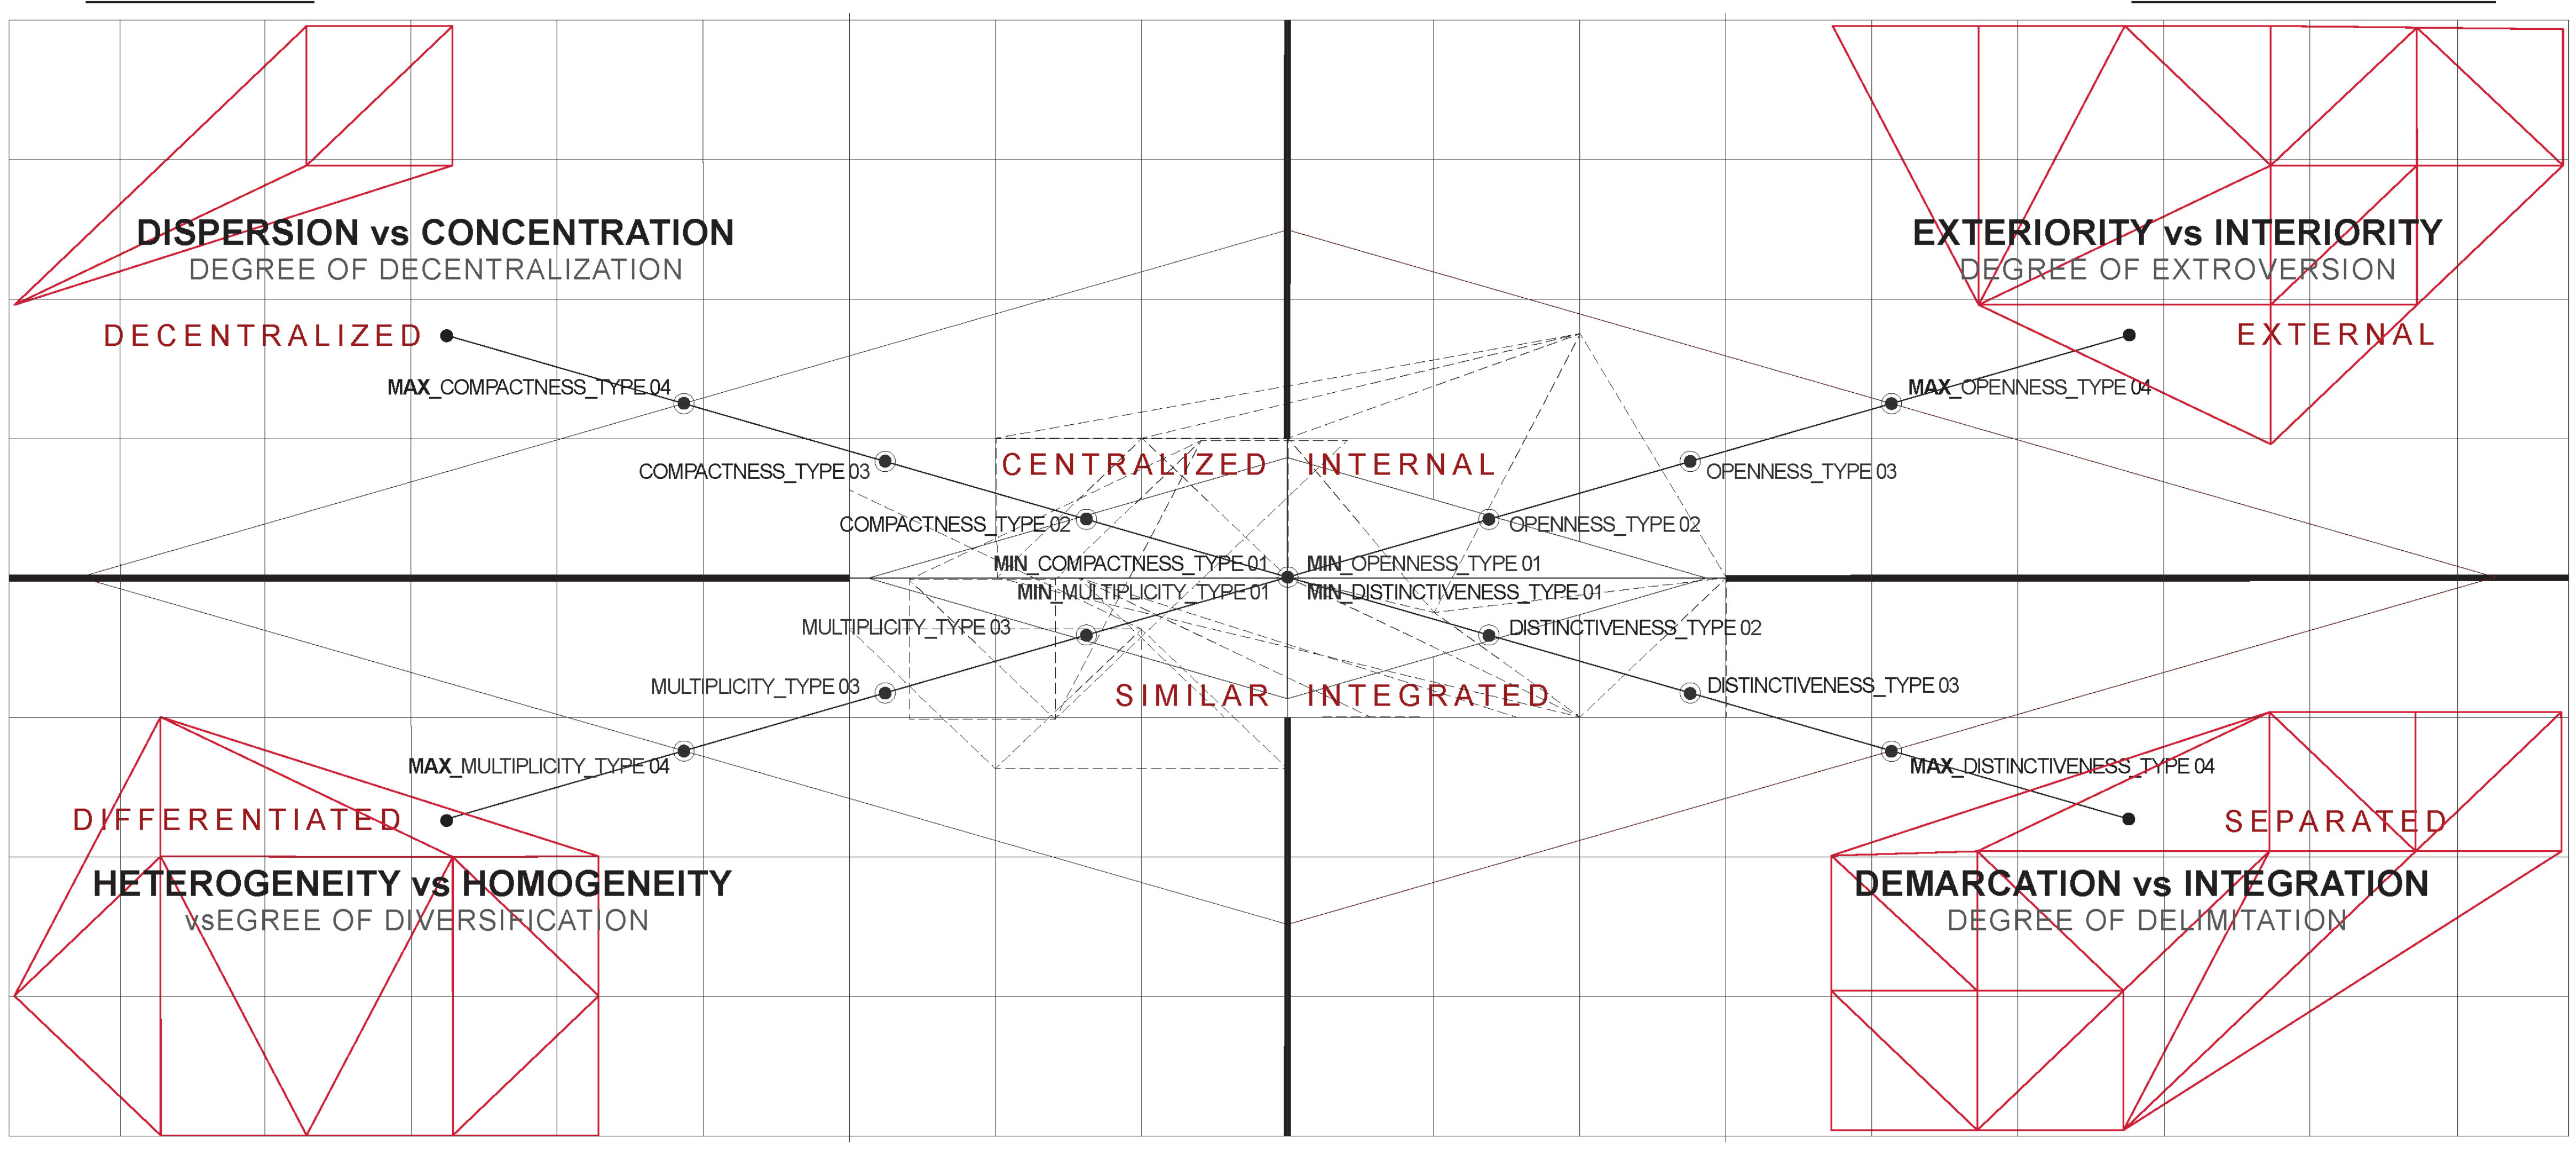 DISPERSION vs CONCENTRATION
DEGREE OF DECENTRALIZATION
DECENTRALIZED
MAX_COMPACTNESS_TYPE 04
COMPACTNESS_TYPE 03
CENTRALIZED
COMPACTNESS_TYPE 02
MIN_COMPACTNESS_TYPE 01
EXTERIORITY vs INTERIORITY
DEGREE OF EXTROVERSION
EXTERNAL
MAX_OPENNESS_TYPE 04
INTERNAL
OPENNESS_TYPE 03
OPENNESS_TYPE 02
MIN_OPENNESS_TYPE 01
MIN_MULTIPLICITY_TYPE 01
MULTIPLICITY_TYPE 03
MULTIPLICITY_TYPE 03
SIMILAR
MAX_MULTIPLICITY_TYPE 04
DIFFERENTIATED
HETEROGENEITY vs HOMOGENEITY
vsEGREE OF DIVERSIFICATION
MIN_DISTINCTIVENESS_TYPE 01
DISTINCTIVENESS_TYPE 02
INTEGRATED
DISTINCTIVENESS_TYPE 03
MAX_DISTINCTIVENESS_TYPE 04
SEPARATED
DEMARCATION vs INTEGRATION
DEGREE OF DELIMITATION